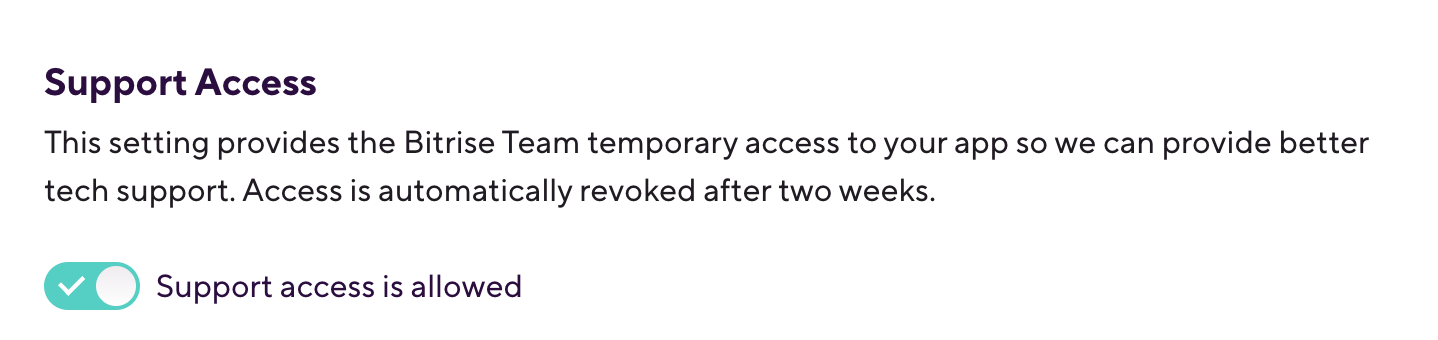 Support Access
This setting provides the Bitrise Team temporary access to your app so we can provide better
tech support. Access is automatically revoked after two weeks.
Support access is allowed